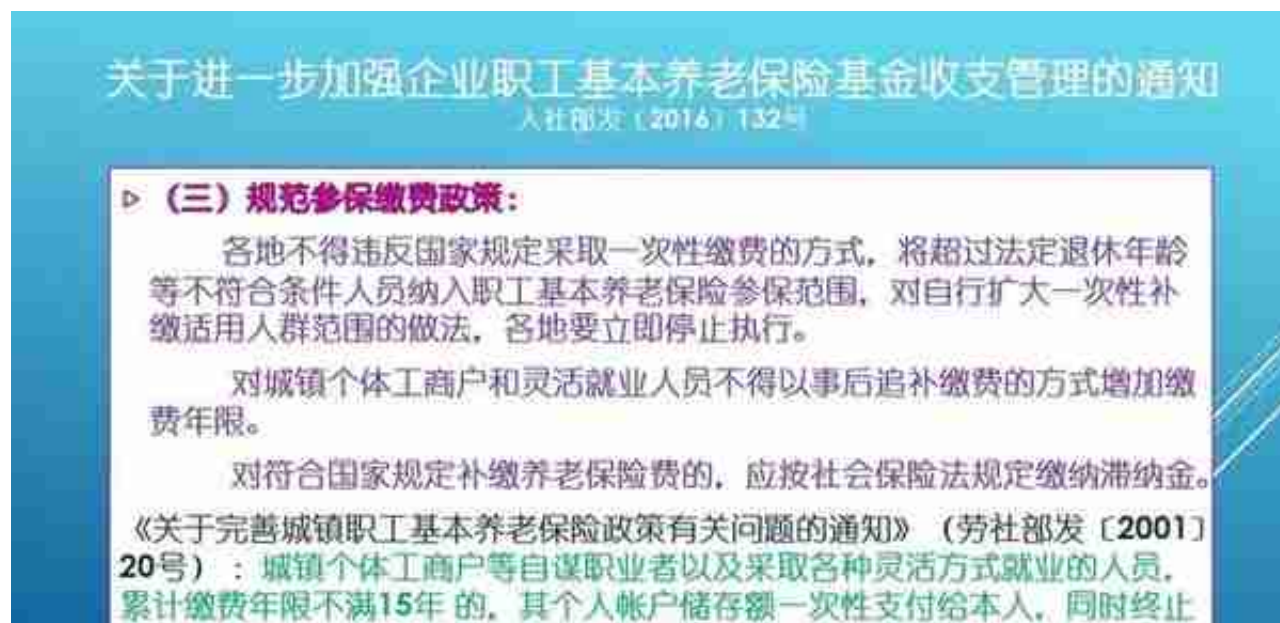 关于进一步加强企业职工基本养老保险基金收支管理的通知
人社部发〔2016〕132号
（三）规范参保缴费政策：
各地不得违反国家规定采取一次性缴费的方式，将超过法定退休年龄
等不符合条件人员纳入职工基本养老保险参保范围，对自行扩大一次性补
缴适用人群范围的做法，各地要立即停止执行。
对城镇个体工商户和灵活就业人员不得以事后追补缴费的方式增加缴
费年限。
对符合国家规定补缴养老保险费的，应按社会保险法规定缴纳滞纳金。
《关于完善城镇职工基本养老保险政策有关问题的通知》（劳社部发〔2001〕
20号）：城镇个体工商户等自谋职业者以及采取各种灵活方式就业的人员，
累计缴费年限不满15年 的，其个人帐户储存额一次性支付给本人，同时终止